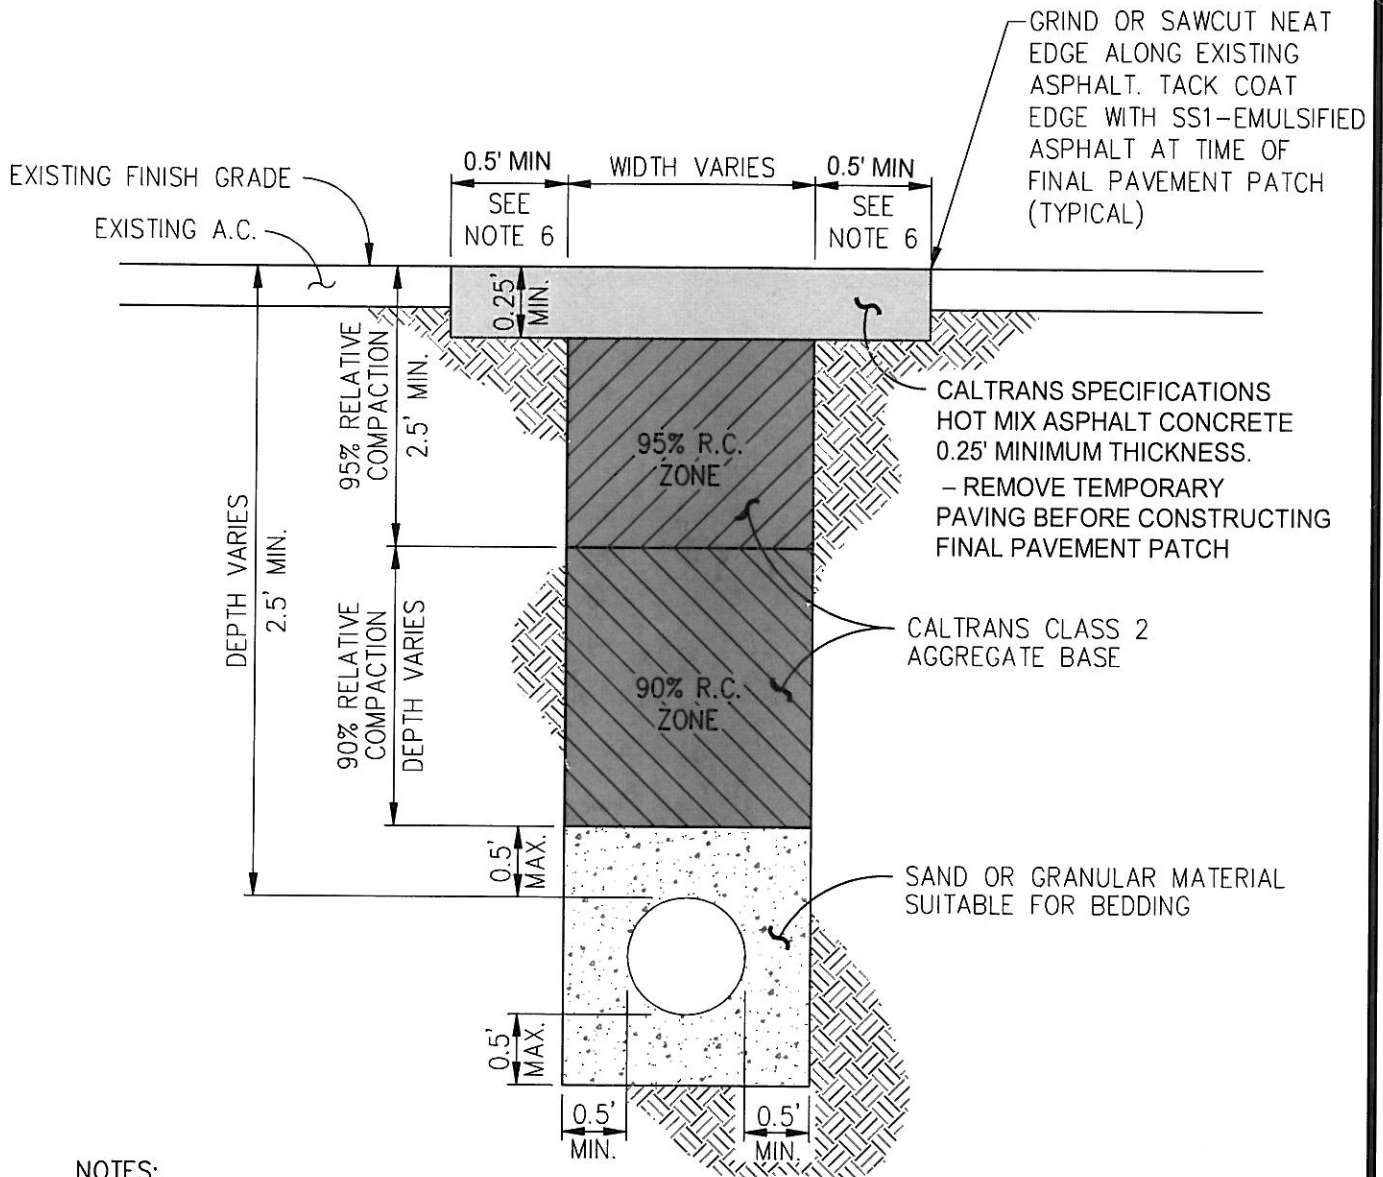 GRIND OR SAWCUT NEAT
EDGE ALONG EXISTING
ASPHALT. TACK COAT
EDGE WITH SS1-EMULSIFIED
ASPHALT AT TIME OF
FINAL PAVEMENT PATCH
(TYPICAL)
0.5' MIN
WIDTH VARIES
0.5' MIN
SEE
NOTE 6
SEE
NOTE 6
EXISTING FINISH GRADE
EXISTING A.C.
0.25'
MIN.
95% RELATIVE
COMPACTION
2.5' MIN.
95% R.C.
ZONE
CALTRANS SPECIFICATIONS
HOT MIX ASPHALT CONCRETE
0.25' MINIMUM THICKNESS.
– REMOVE TEMPORARY
PAVING BEFORE CONSTRUCTING
FINAL PAVEMENT PATCH
DEPTH VARIES
2.5' MIN.
90% RELATIVE
COMPACTION
DEPTH VARIES
90% R.C.
ZONE
CALTRANS CLASS 2
AGGREGATE BASE
0.5'
MAX.
SAND OR GRANULAR MATERIAL
SUITABLE FOR BEDDING
0.5'
MAX.
0.5'
MIN.
0.5'
MIN.
NOTES: